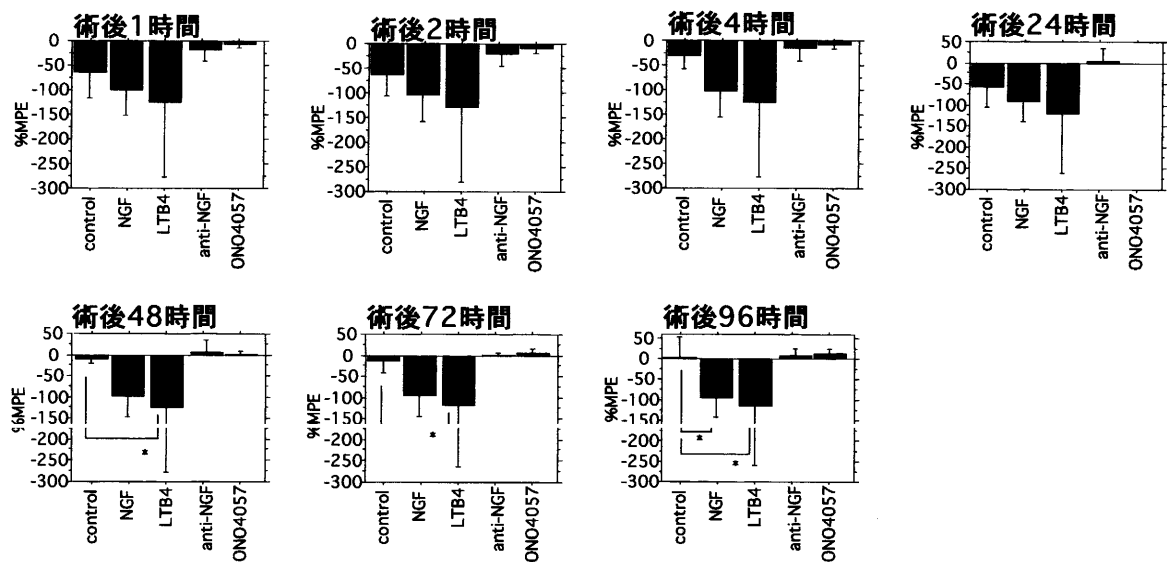 術後1時間
0
-50
-100
-150
-200
-250
-300
%MPE
control
NGF
LTB4
anti-NGF
ONO4057
術後2時間
0
-50
-100
-150
-200
-250
-300
%MPE
control
NGF
LTB4
anti-NGF
ONO4057
術後4時間
0
-50
-100
-150
-200
-250
-300
%MPE
control
NGF
LTB4
anti-NGF
ONO4057
術後24時間
50
0
-50
-100
-150
-200
-250
-300
%MPE
control
NGF
LTB4
anti-NGF
ONO4057
術後48時間
50
0
-50
-100
-150
-200
-250
-300
%MPE
*
control
NGF
LTB4
anti-NGF
ONO4057
術後72時間
50
0
-50
-100
-150
-200
-250
-300
%MPE
*
control
NGF
LTB4
anti-NGF
ONO4057
術後96時間
50
0
-50
-100
-150
-200
-250
-300
%MPE
*
*
control
NGF
LTB4
anti-NGF
ONO4057